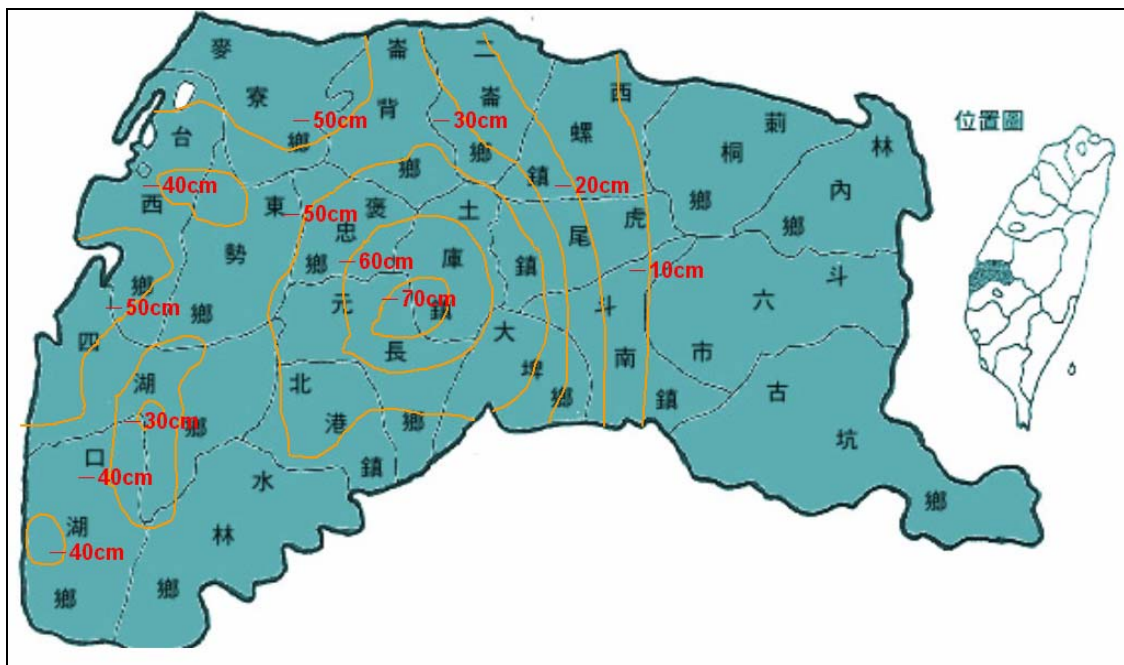 麥寮鄉
崙背鄉
二崙鄉
西螺鎮
莿桐鄉
林內鄉
位置圖
台西鄉
東勢鄉
褒忠鄉
土庫鎮
虎尾鎮
斗六市
元長鄉
大埤鄉
斗南鎮
古坑鄉
四湖鄉
北港鎮
口湖鄉
水林鄉
－50cm
－30cm
－40cm
－20cm
－50cm
－60cm
－10cm
－70cm
－50cm
－30cm
－40cm
－40cm